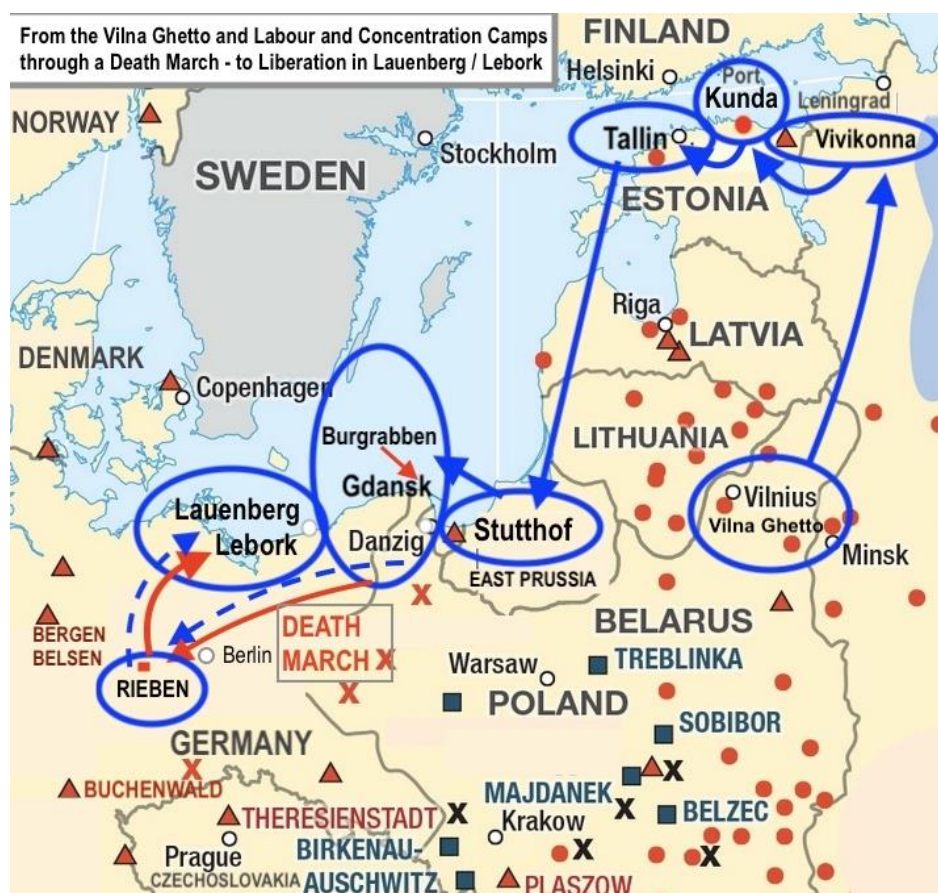 From the Vilna Ghetto and Labour and Concentration Camps
through a Death March - to Liberation in Lauenberg / Lebork
FINLAND
Helsinki
Port
Kunda
Leningrad
NORWAY
Stockholm
Tallin
Vivikonna
SWEDEN
ESTONIA
Riga
LATVIA
DENMARK
Copenhagen
Burgrabben
LITHUANIA
Gdansk
Vilnius
Vilna Ghetto
Lauenberg
Lebork
Danzig
Stutthof
Minsk
EAST PRUSSIA
BERGEN
BELSEN
Berlin
DEATH
MARCH X
X
X
X
BELARUS
TREBLINKA
Warsaw
RIEBEN
POLAND
SOBIBOR
GERMANY
BUCHENWALD
MAJDANEK
X
X
BELZEC
THERESIENSTADT
X
Krakow
X
X
Prague
BIRKENAU-
AUSCHWITZ
CZECHOSLOVAKIA
PLASZOW